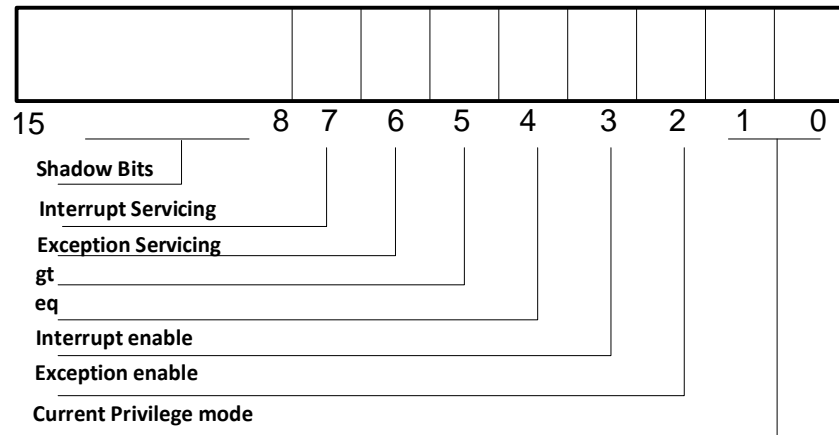 15 8 7 6 5 4 3 2 1 0
Shadow Bits
Interrupt Servicing
Exception Servicing
gt
eq
Interrupt enable
Exception enable
Current Privilege mode